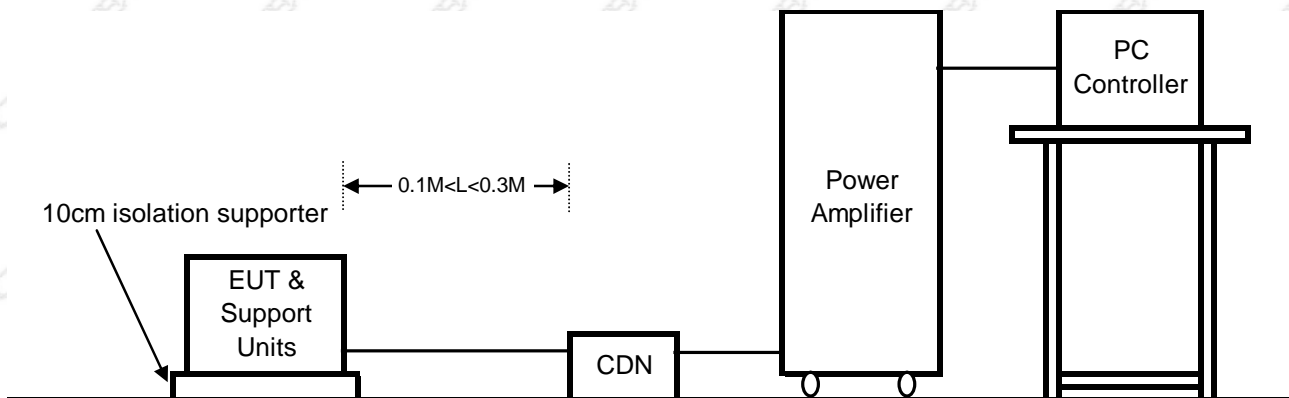 PC
Controller
0.1M<L<0.3M
Power
Amplifier
10cm isolation supporter
EUT &
Support
Units
CDN